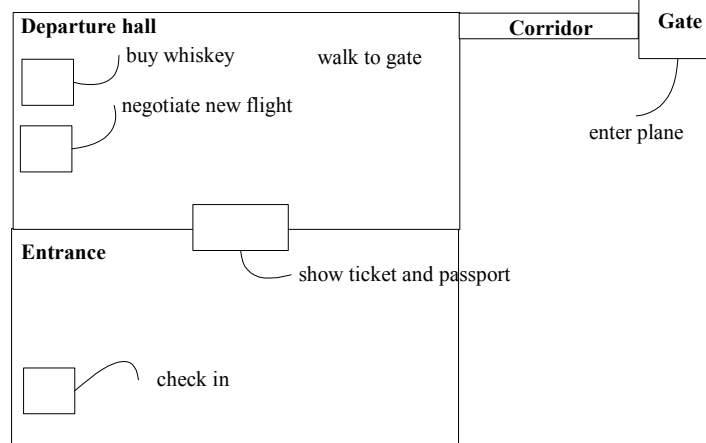 Departure hall
Corridor
Gate
buy whiskey
walk to gate
negotiate new flight
enter plane
Entrance
show ticket and passport
check in